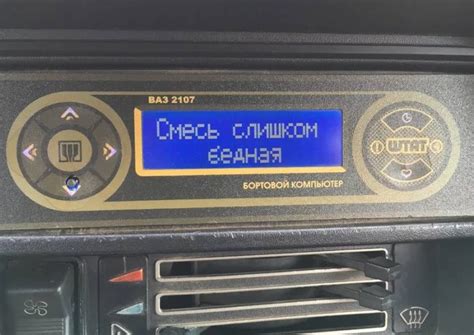 ВАЗ 2107
Смесь слишком
бедная
ШТАТ
БОРТОВОЙ КОМПЬЮТЕР